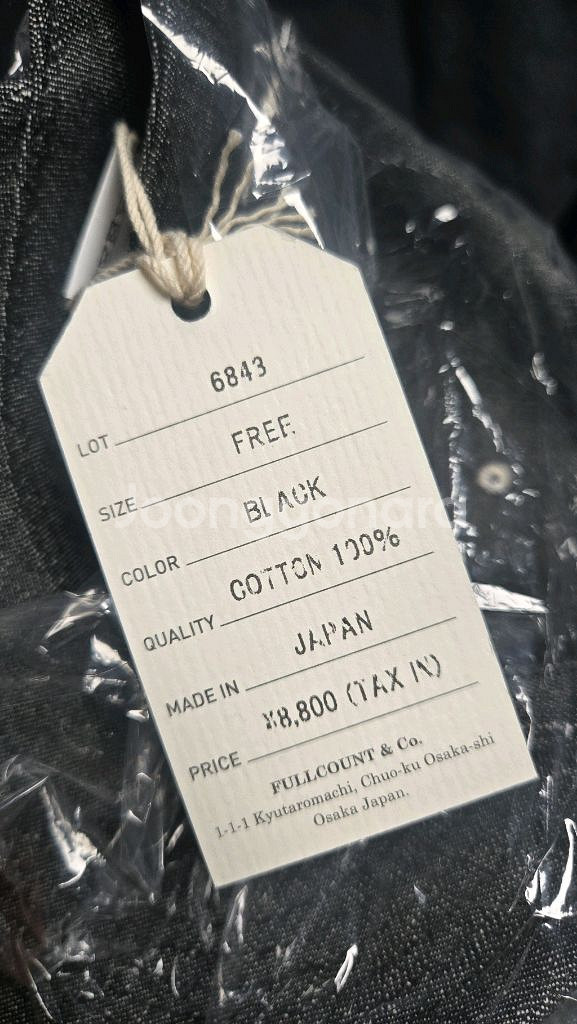 6843
LOT
FREE
SIZE
BLACK
COLOR
COTTON 100%
QUALITY
JAPAN
MADE IN
¥8,800 (TAX IN)
PRICE
FULLCOUNT & Co.
1-1-1 Kyutaromachi, Chuo-ku Osaka-shi
Osaka Japan.
joonggonara